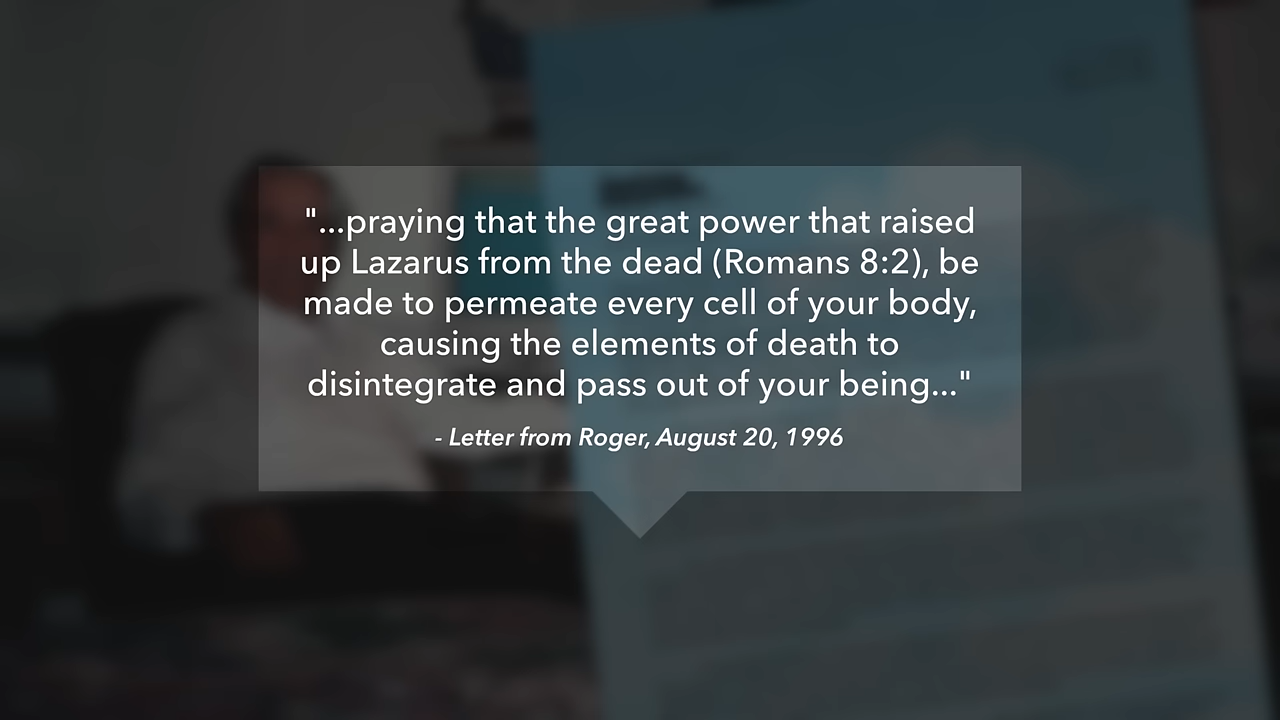 "...praying that the great power that raised
up Lazarus from the dead (Romans 8:2), be
made to permeate every cell of your body,
causing the elements of death to
disintegrate and pass out of your being..."
- Letter from Roger, August 20, 1996